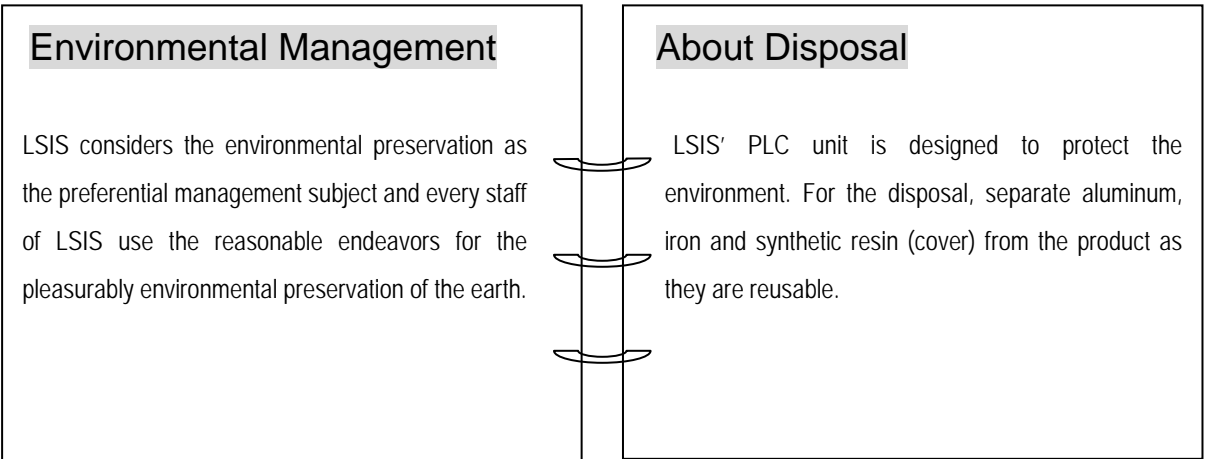 Environmental Management
LSIS considers the environmental preservation as
the preferential management subject and every staff
of LSIS use the reasonable endeavors for the
pleasurably environmental preservation of the earth.
About Disposal
LSIS’ PLC unit is designed to protect the
environment. For the disposal, separate aluminum,
iron and synthetic resin (cover) from the product as
they are reusable.